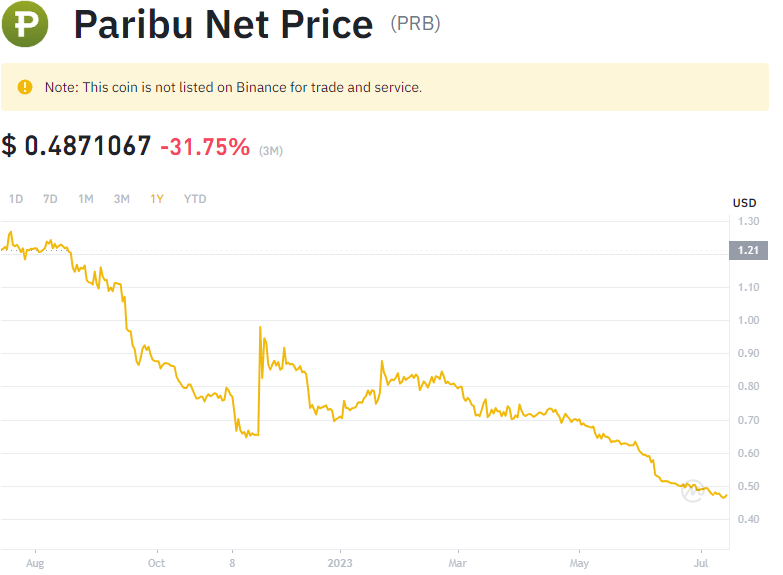 Paribu Net Price (PRB)
Note: This coin is not listed on Binance for trade and service.
$ 0.4871067 -31.75% (3M)
1D 7D 1M 3M 1Y YTD
USD
1.30
1.21
1.10
1.00
0.90
0.80
0.70
0.60
0.50
0.40
Aug Oct 8 2023 Mar May Jul